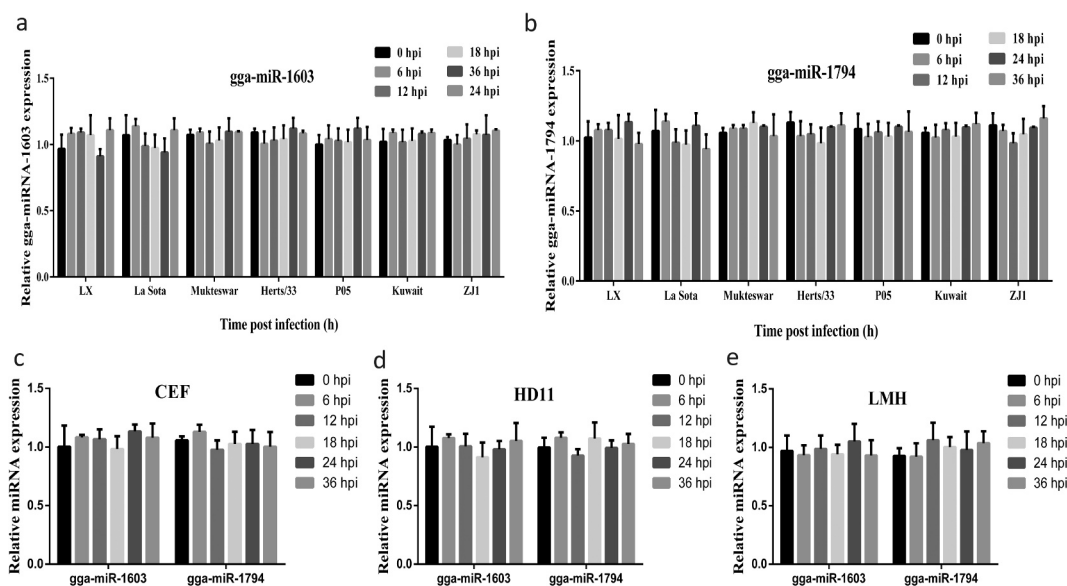 a
gga-miR-1603
0 hpi
6 hpi
12 hpi
18 hpi
36 hpi
24 hpi
Relative gga-miRNA-1603 expression
1.5
1.0
0.5
0.0
LX La Sota Mukteswar Herts/33 P05 Kuwait ZJ1
Time post infection (h)
b
gga-miR-1794
0 hpi
6 hpi
12 hpi
18 hpi
24 hpi
36 hpi
Relative gga-miRNA-1794 expression
1.5
1.0
0.5
0.0
LX La Sota Mukteswar Herts/33 P05 Kuwait ZJ1
Time post infection (h)
c
CEF
Relative miRNA expression
1.5
1.0
0.5
0.0
gga-miR-1603 gga-miR-1794
0 hpi
6 hpi
12 hpi
18 hpi
24 hpi
36 hpi
d
HD11
Relative miRNA expression
1.5
1.0
0.5
0.0
gga-miR-1603 gga-miR-1794
0 hpi
6 hpi
12 hpi
18 hpi
24 hpi
36 hpi
e
LMH
Relative miRNA expression
1.5
1.0
0.5
0.0
gga-miR-1603 gga-miR-1794
0 hpi
6 hpi
12 hpi
18 hpi
24 hpi
36 hpi